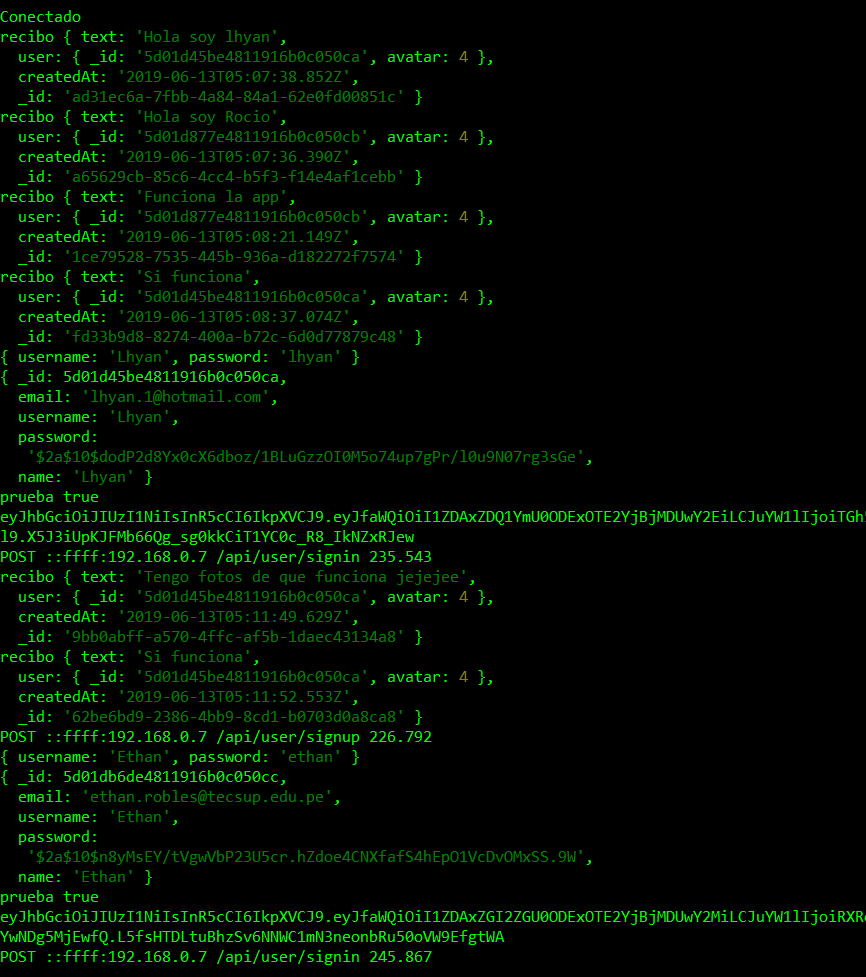 Conectado
recibo { text: 'Hola soy lhyan',
  user: { _id: '5d01d45be4811916b0c050ca', avatar: 4 },
  createdAt: '2019-06-13T05:07:38.852Z',
  _id: 'ad31ec6a-7fbb-4a84-84a1-62e0fd00851c' }
recibo { text: 'Hola soy Rocio',
  user: { _id: '5d01d877e4811916b0c050cb', avatar: 4 },
  createdAt: '2019-06-13T05:07:36.390Z',
  _id: 'a65629cb-85c6-4cc4-b5f3-f14e4af1cebb' }
recibo { text: 'Funciona la app',
  user: { _id: '5d01d877e4811916b0c050cb', avatar: 4 },
  createdAt: '2019-06-13T05:08:21.149Z',
  _id: '1ce79528-7535-445b-936a-d182272f7574' }
recibo { text: 'Si funciona',
  user: { _id: '5d01d45be4811916b0c050ca', avatar: 4 },
  createdAt: '2019-06-13T05:08:37.074Z',
  _id: 'fd33b9d8-8274-400a-b72c-6d0d77879c48' }
{ username: 'Lhyan', password: 'lhyan' }
{ _id: 5d01d45be4811916b0c050ca,
  email: 'lhyan.1@hotmail.com',
  username: 'Lhyan',
  password:
   '$2a$10$dodP2d8Yx0cX6dboz/1BLuGzzOI0M5o74up7gPr/l0u9N07rg3sGe',
  name: 'Lhyan' }
prueba true
eyJhbGciOiJIUzI1NiIsInR5cCI6IkpXVCJ9.eyJfaWQiOiI1ZDAxZDQ1YmU0ODExOTE2YjBjMDUwY2EiLCJuYW1lIjoiTGh5
l9.X5J3iUpKJFMb66Qg_sg0kkCiT1YC0c_R8_IkNZxRJew
POST ::ffff:192.168.0.7 /api/user/signin 235.543
recibo { text: 'Tengo fotos de que funciona jejejee',
  user: { _id: '5d01d45be4811916b0c050ca', avatar: 4 },
  createdAt: '2019-06-13T05:11:49.629Z',
  _id: '9bb0abff-a570-4ffc-af5b-1daec43134a8' }
recibo { text: 'Si funciona',
  user: { _id: '5d01d45be4811916b0c050ca', avatar: 4 },
  createdAt: '2019-06-13T05:11:52.553Z',
  _id: '62be6bd9-2386-4bb9-8cd1-b0703d0a8ca8' }
POST ::ffff:192.168.0.7 /api/user/signup 226.792
{ username: 'Ethan', password: 'ethan' }
{ _id: 5d01db6de4811916b0c050cc,
  email: 'ethan.robles@tecsup.edu.pe',
  username: 'Ethan',
  password:
   '$2a$10$n8yMsEY/tVgwVbP23U5cr.hZdoe4CNXfafS4hEpO1VcDvOMxSS.9W',
  name: 'Ethan' }
prueba true
eyJhbGciOiJIUzI1NiIsInR5cCI6IkpXVCJ9.eyJfaWQiOiI1ZDAxZGI2ZGU0ODExOTE2YjBjMDUwY2MiLCJuYW1lIjoiRXRo
YwNDg5MjEwfQ.L5fsHTDLtuBhzSv6NNWC1mN3neonbRu50oVW9EfgtWA
POST ::ffff:192.168.0.7 /api/user/signin 245.867